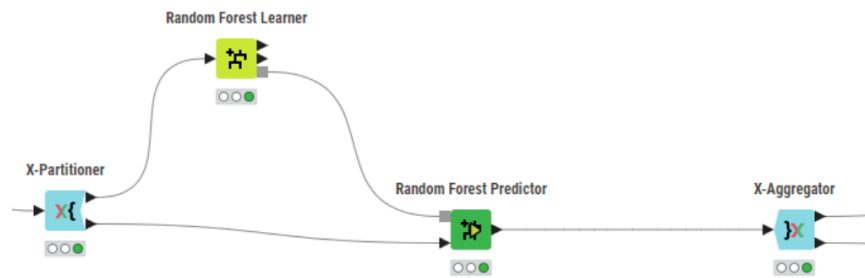 Random Forest Learner
X-Partitioner
X{
Random Forest Predictor
X-Aggregator
}X